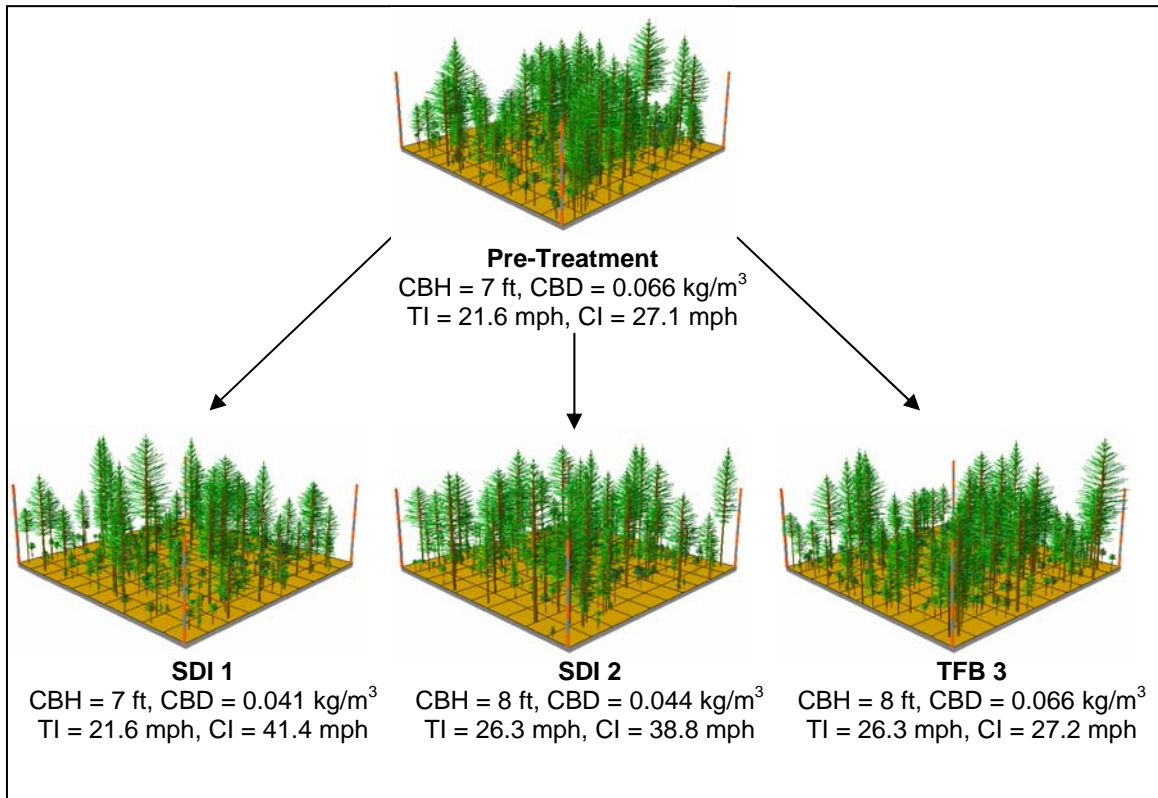 Pre-Treatment
CBH = 7 ft, CBD = 0.066 kg/m³
TI = 21.6 mph, CI = 27.1 mph
SDI 1
CBH = 7 ft, CBD = 0.041 kg/m³
TI = 21.6 mph, CI = 41.4 mph
SDI 2
CBH = 8 ft, CBD = 0.044 kg/m³
TI = 26.3 mph, CI = 38.8 mph
TFB 3
CBH = 8 ft, CBD = 0.066 kg/m³
TI = 26.3 mph, CI = 27.2 mph